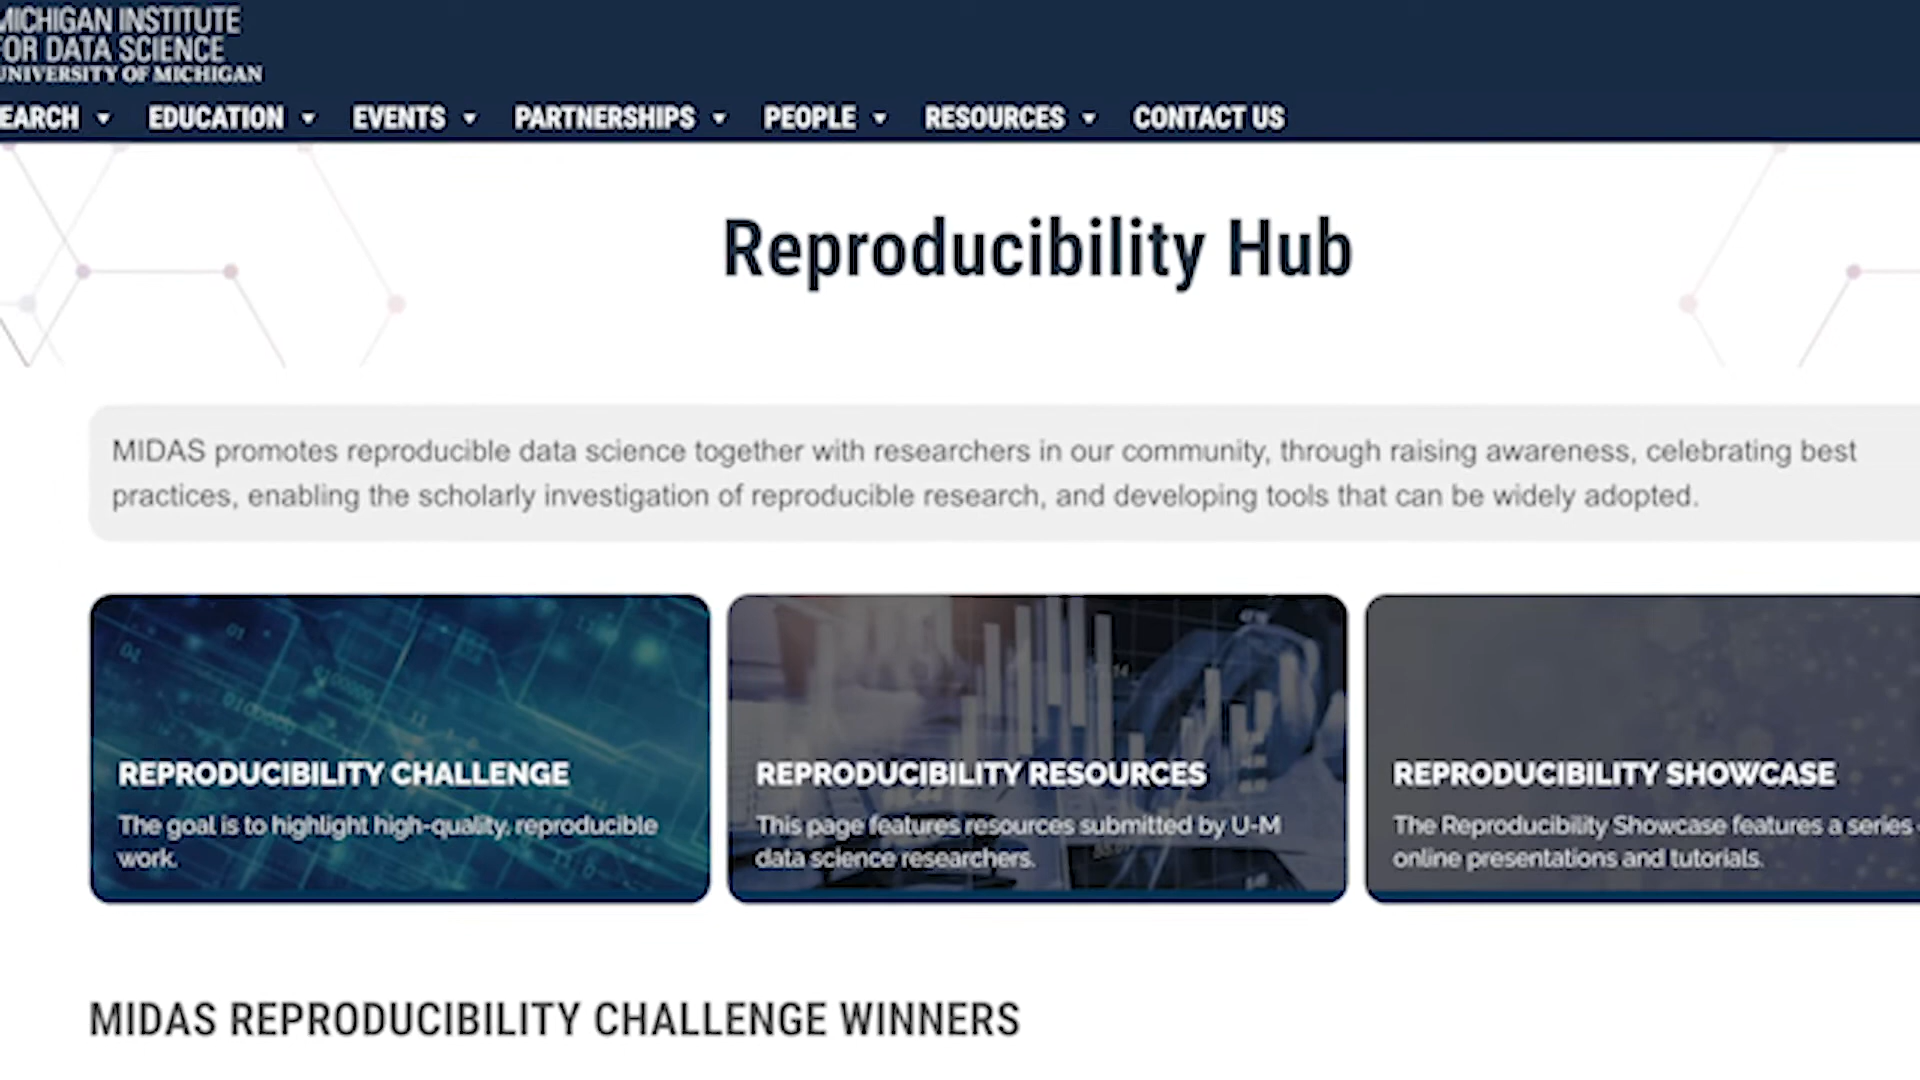 MICHIGAN INSTITUTE
FOR DATA SCIENCE
UNIVERSITY OF MICHIGAN
EARCH EDUCATION EVENTS PARTNERSHIPS PEOPLE RESOURCES CONTACT US
Reproducibility Hub
MIDAS promotes reproducible data science together with researchers in our community, through raising awareness, celebrating best
practices, enabling the scholarly investigation of reproducible research, and developing tools that can be widely adopted.
REPRODUCIBILITY CHALLENGE
The goal is to highlight high-quality, reproducible
work.
REPRODUCIBILITY RESOURCES
This page features resources submitted by U-M
data science researchers.
REPRODUCIBILITY SHOWCASE
The Reproducibility Showcase features a series
online presentations and tutorials.
MIDAS REPRODUCIBILITY CHALLENGE WINNERS